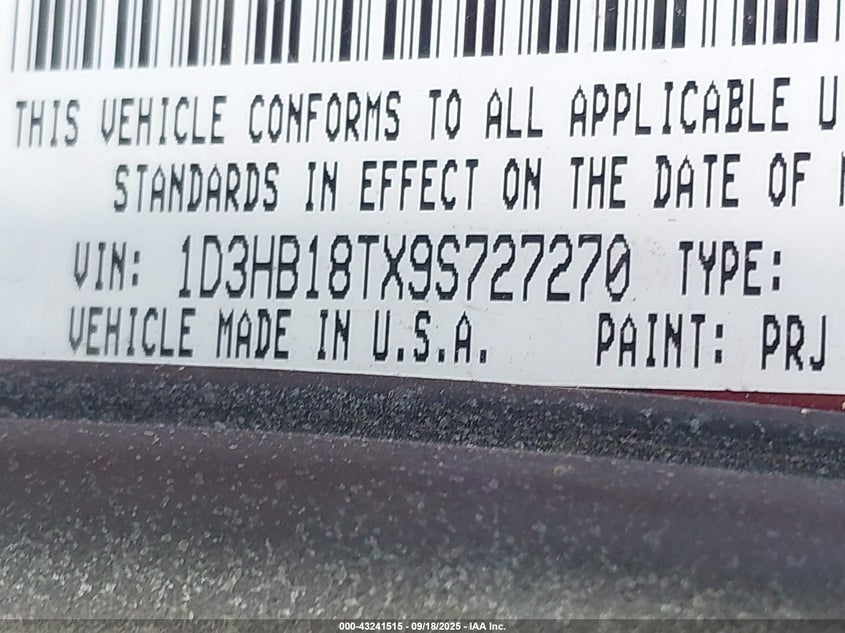 THIS VEHICLE CONFORMS TO ALL APPLICABLE U
STANDARDS IN EFFECT ON THE DATE OF
VIN: 1D3HB18TX9S727270 TYPE:
VEHICLE MADE IN U.S.A. PAINT: PRJ
000-43241515 - 09/18/2025 - IAA Inc.